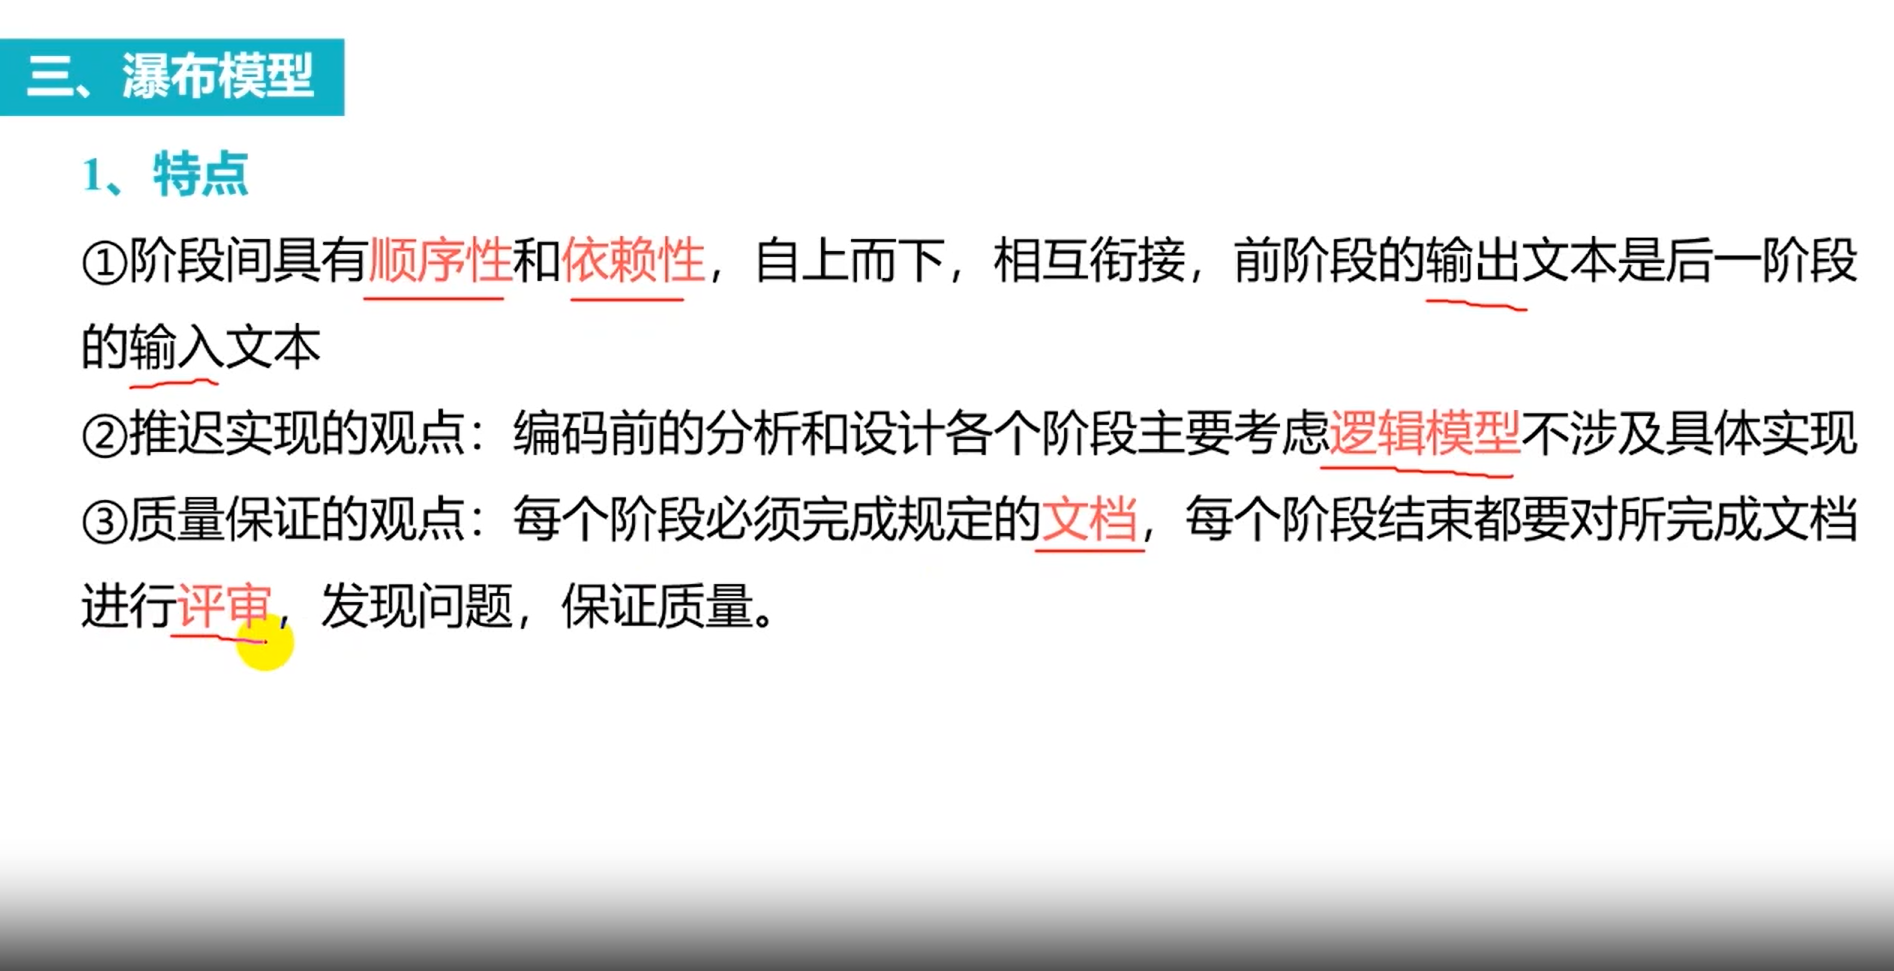 三、瀑布模型
1、特点
①阶段间具有顺序性和依赖性，自上而下，相互衔接，前阶段的输出文本是后一阶段
的输入文本
②推迟实现的观点：编码前的分析和设计各个阶段主要考虑逻辑模型不涉及具体实现
③质量保证的观点：每个阶段必须完成规定的文档，每个阶段结束都要对所完成文档
进行评审，发现问题，保证质量。